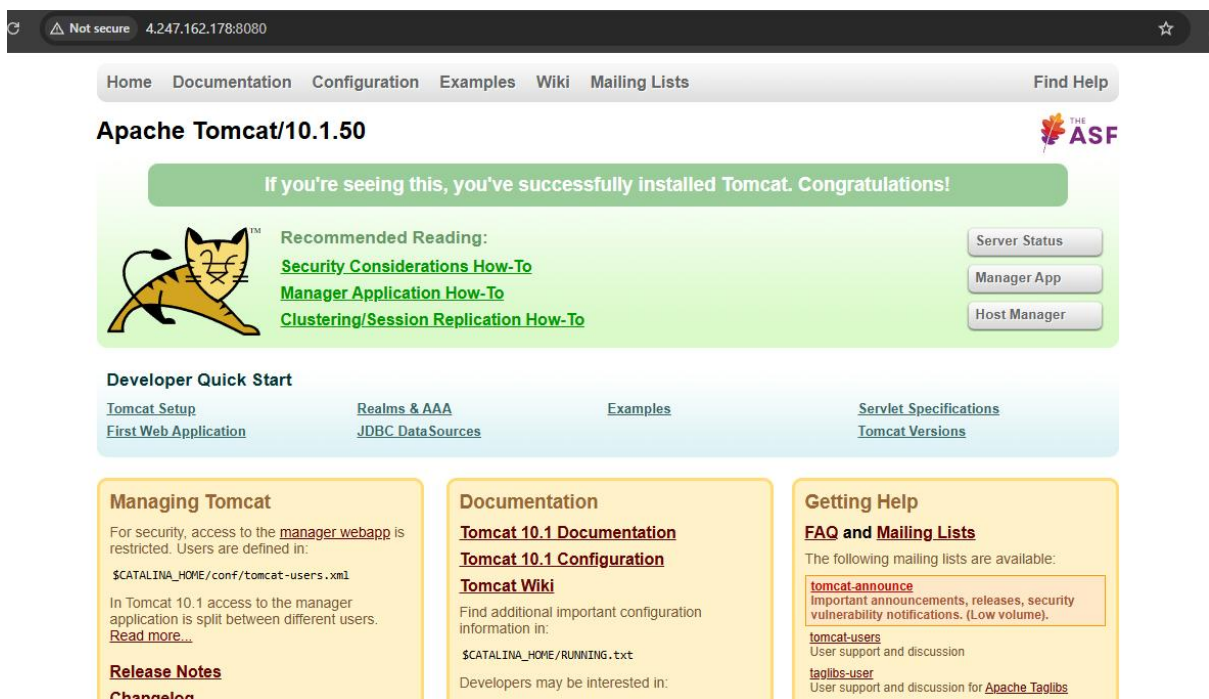 Not secure 4.247.162.178:8080
Home Documentation Configuration Examples Wiki Mailing Lists Find Help
Apache Tomcat/10.1.50
THE
ASF
If you're seeing this, you've successfully installed Tomcat. Congratulations!
TM
Recommended Reading:
Security Considerations How-To
Manager Application How-To
Clustering/Session Replication How-To
Server Status
Manager App
Host Manager
Developer Quick Start
Tomcat Setup
First Web Application
Realms & AAA
JDBC DataSources
Examples
Servlet Specifications
Tomcat Versions
Managing Tomcat
For security, access to the manager webapp is
restricted. Users are defined in:
$CATALINA_HOME/conf/tomcat-users.xml
In Tomcat 10.1 access to the manager
application is split between different users.
Read more...
Release Notes
Changelog
Documentation
Tomcat 10.1 Documentation
Tomcat 10.1 Configuration
Tomcat Wiki
Find additional important configuration
information in:
$CATALINA_HOME/RUNNING.txt
Developers may be interested in:
Getting Help
FAQ and Mailing Lists
The following mailing lists are available:
tomcat-announce
Important announcements, releases, security
vulnerability notifications. (Low volume).
tomcat-users
User support and discussion
taglibs-user
User support and discussion for Apache Taglibs